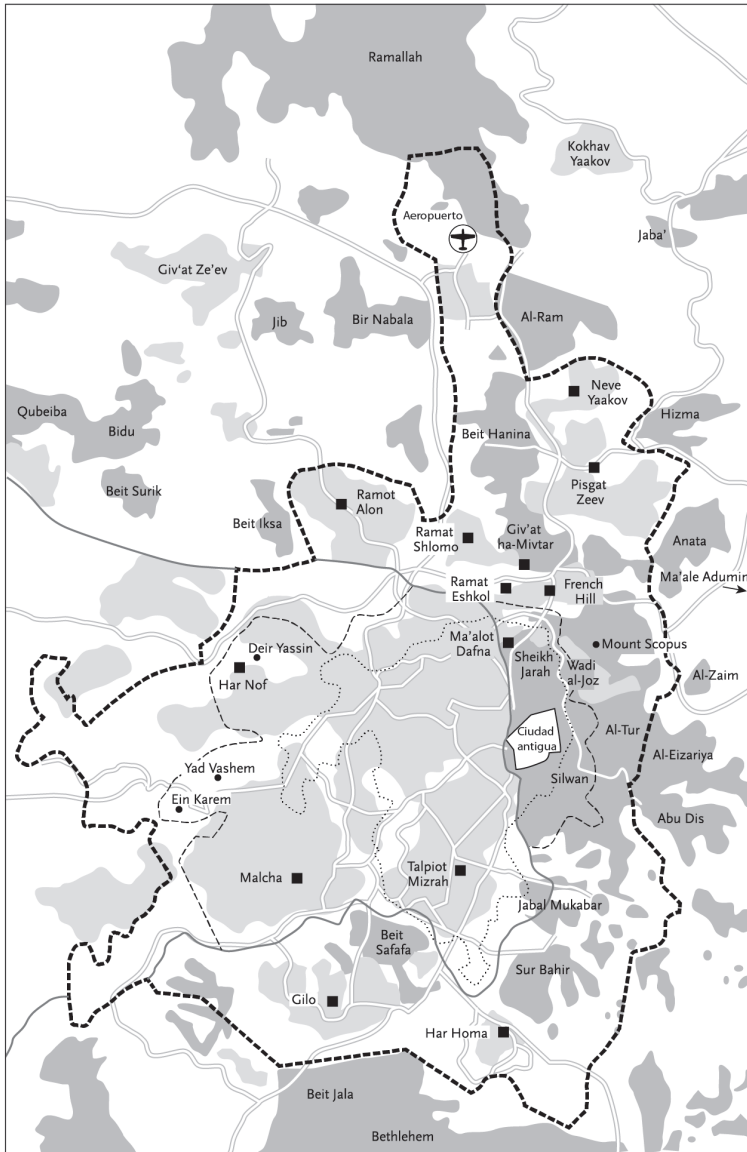 Ramallah
Kokhav
Yaakov
Aeropuerto
Jaba'
Giv'at Ze'ev
Jib
Bir Nabala
Al-Ram
Neve
Yaakov
Qubeiba
Bidu
Hizma
Beit Hanina
Beit Surik
Pisgat
Zeev
Ramot
Alon
Beit Iksa
Ramat
Shlomo
Giv'at
ha-Mivtar
Anata
Ma'ale Adumin
Ramat
Eshkol
French
Hill
Ma'alot
Dafna
Deir Yassin
Mount Scopus
Sheikh
Jarah
Wadi
al-Joz
Har Nof
Al-Zaim
Ciudad
antigua
Al-Tur
Al-Eizariya
Yad Vashem
Silwan
Ein Karem
Abu Dis
Malcha
Talpiot
Mizrah
Jabal Mukabar
Beit
Safafa
Sur Bahir
Gilo
Har Homa
Beit Jala
Bethlehem